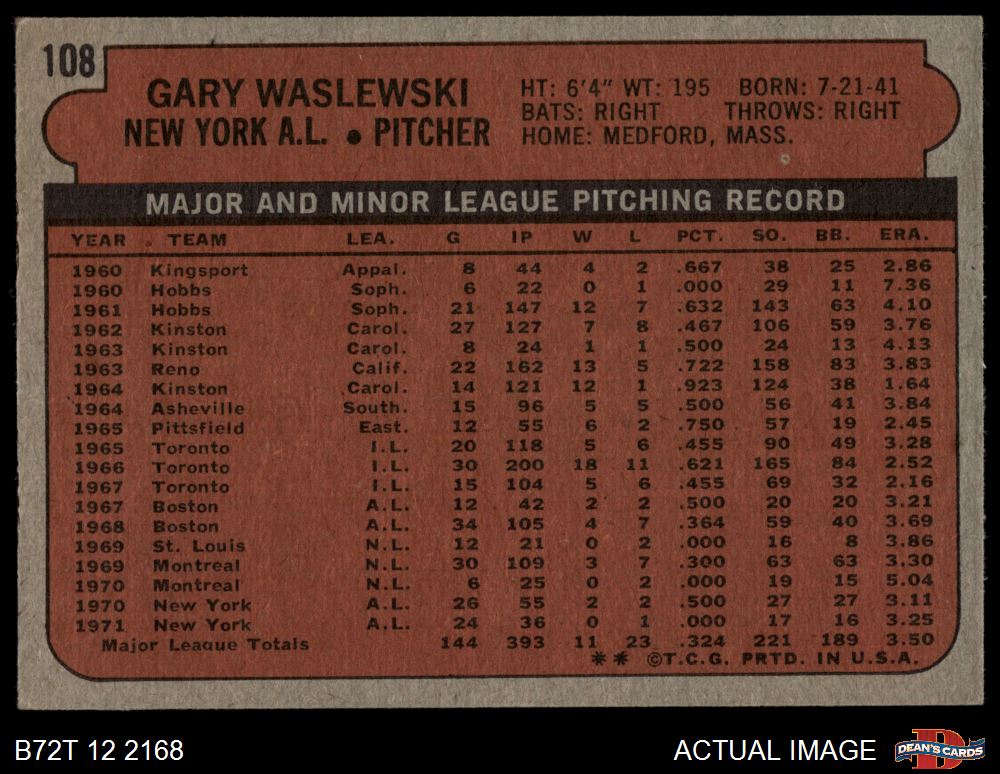 108
GARY WASLEWSKI
NEW YORK A.L. • PITCHER
HT: 6'4" WT: 195 BORN: 7-21-41
BATS: RIGHT THROWS: RIGHT
HOME: MEDFORD, MASS.
MAJOR AND MINOR LEAGUE PITCHING RECORD
YEAR TEAM LEA. G IP W L PCT. SO. BB. ERA.
1960 Kingsport Appal. 8 44 4 2 .667 38 25 2.86
1960 Hobbs Soph. 6 22 0 1 .000 29 11 7.36
1961 Hobbs Soph. 21 147 12 7 .632 143 63 4.10
1962 Kinston Carol. 27 127 7 8 .467 106 59 3.76
1963 Kinston Carol. 8 24 1 1 .500 24 13 4.13
1963 Reno Calif. 22 162 13 5 .722 158 83 3.83
1964 Kinston Carol. 14 121 12 1 .923 124 38 1.64
1964 Asheville South. 15 96 5 5 .500 56 41 3.84
1965 Pittsfield East. 12 55 6 2 .750 57 19 2.45
1965 Toronto I.L. 20 118 5 6 .455 90 49 3.28
1966 Toronto I.L. 30 200 18 11 .621 165 84 2.52
1967 Toronto I.L. 15 104 5 6 .455 69 32 2.16
1967 Boston A.L. 12 42 2 2 .500 20 20 3.21
1968 Boston A.L. 34 105 4 7 .364 59 40 3.69
1969 St. Louis N.L. 12 21 0 2 .000 16 8 3.86
1969 Montreal N.L. 30 109 3 7 .300 63 63 3.30
1970 Montreal N.L. 6 25 0 2 .000 19 15 5.04
1970 New York A.L. 26 55 2 2 .500 27 27 3.11
1971 New York A.L. 24 36 0 1 .000 17 16 3.25
Major League Totals 144 393 11 23 .324 221 189 3.50
** ©T.C.G. PRTD. IN U.S.A.
B72T 12 2168
ACTUAL IMAGE
DEAN'S CARDS